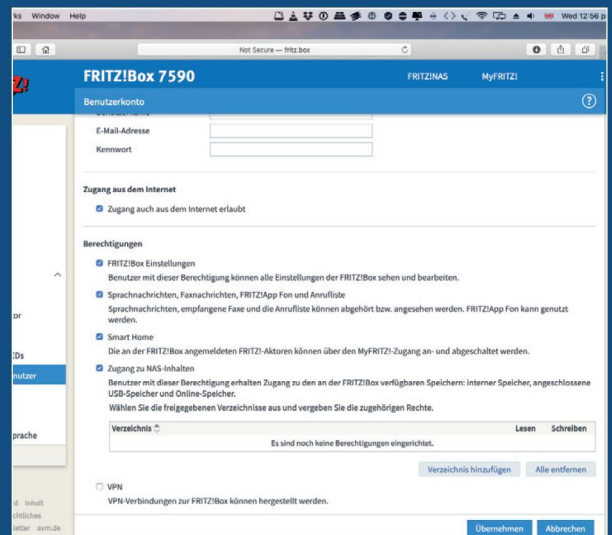 ks Window Help
Wed 12:56 p
Not Secure — fritz.box
FRITZ!Box 7590
FRITZ!NAS MyFRITZ!
Benutzerkonto
E-Mail-Adresse
Kennwort
Zugang aus dem Internet
Zugang auch aus dem Internet erlaubt
Berechtigungen
FRITZ!Box Einstellungen
Benutzer mit dieser Berechtigung können alle Einstellungen der FRITZ!Box sehen und bearbeiten.
Sprachnachrichten, Faxnachrichten, FRITZ!App Fon und Anrufliste
Sprachnachrichten, empfangene Faxe und die Anrufliste können abgehört bzw. angesehen werden. FRITZ!App Fon kann genutzt
werden.
Smart Home
Die an der FRITZ!Box angemeldeten FRITZ!-Aktoren können über den MyFRITZ!-Zugang an- und abgeschaltet werden.
Zugang zu NAS-Inhalten
Benutzer mit dieser Berechtigung erhalten Zugang zu den an der FRITZ!Box verfügbaren Speichern: interner Speicher, angeschlossene
USB-Speicher und Online-Speicher.
Wählen Sie die freigegebenen Verzeichnisse aus und vergeben Sie die zugehörigen Rechte.
Verzeichnis Lesen Schreiben
Es sind noch keine Berechtigungen eingerichtet.
Verzeichnis hinzufügen Alle entfernen
VPN
VPN-Verbindungen zur FRITZ!Box können hergestellt werden.
Übernehmen Abbrechen
tor
IDs
nutzer
prache
d Inhalt
chtliches
letter avm.de